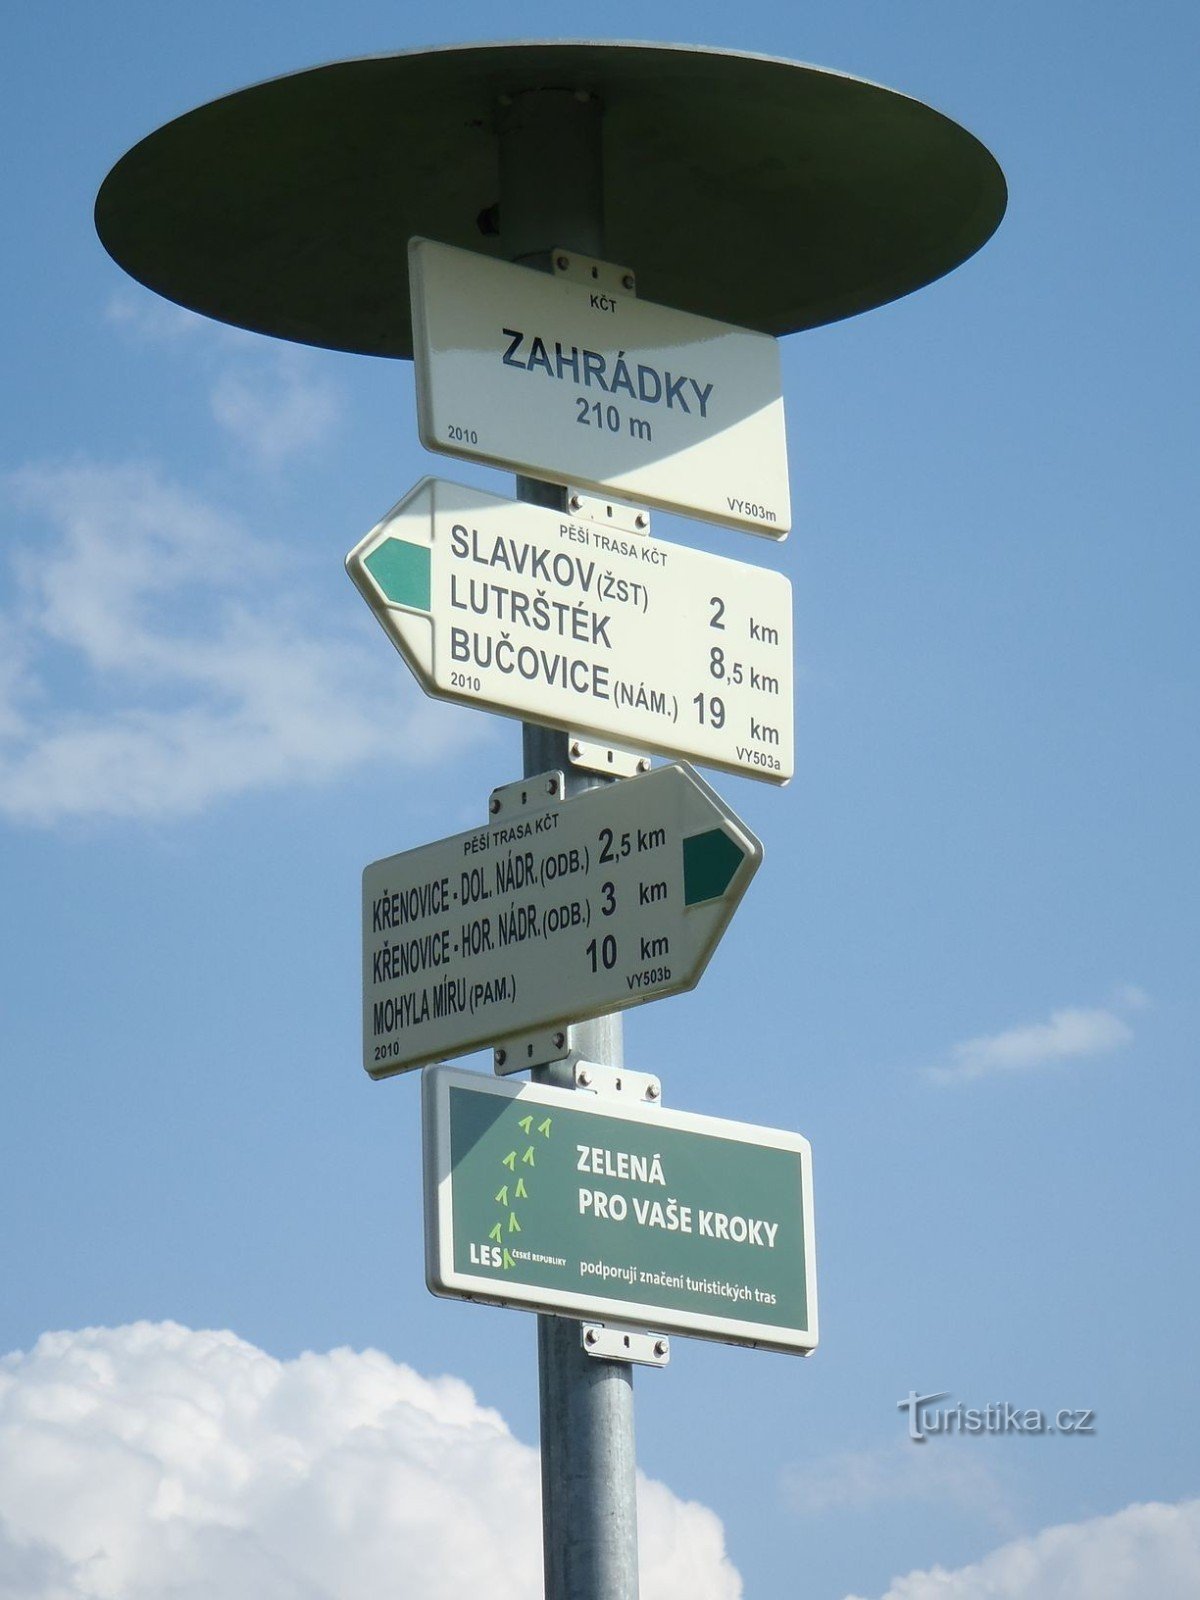 KČT
ZAHRÁDKY
210 m
2010
VY503m
PĚŠÍ TRASA KČT
SLAVKOV (ŽST) 2 km
LUTRŠTÉK 8,5 km
BUČOVICE (NÁM.) 19 km
2010
VY503a
PĚŠÍ TRASA KČT
KŘENOVICE - DOL. NÁDR. (ODB.) 2,5 km
KŘENOVICE - HOR. NÁDR. (ODB.) 3 km
MOHYLA MÍRU (PAM.) 10 km
2010
VY503b
ZELENÁ
PRO VAŠE KROKY
LESY ČESKÉ REPUBLIKY
podporují značení turistických tras
Turistika.cz